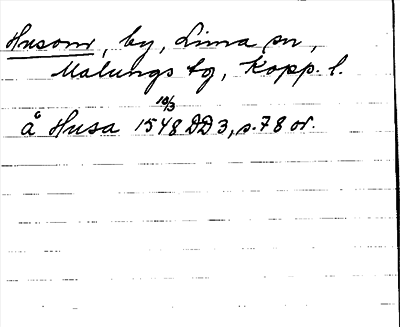 Husom, by, Lima sn,
Malungs tg, Kopp. l.
å Husa 1548 10/3 DD 3, s. 78 or.